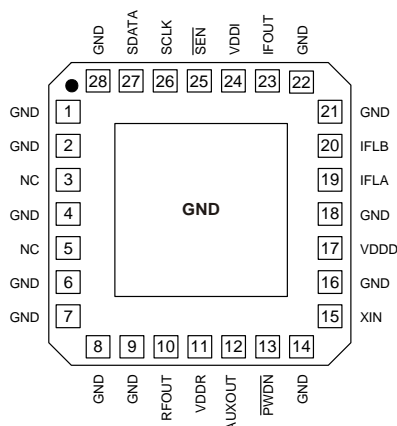 GND
SDATA
SCLK
SEN
VDDI
IFOUT
GND
28 27 26 25 24 23 22
GND 1
GND 2
NC 3
GND 4
NC 5
GND 6
GND 7
GND
21 GND
20 IFLB
19 IFLA
18 GND
17 VDDD
16 GND
15 XIN
8 9 10 11 12 13 14
GND
GND
RFOUT
VDDR
AUXOUT
PWDN
GND